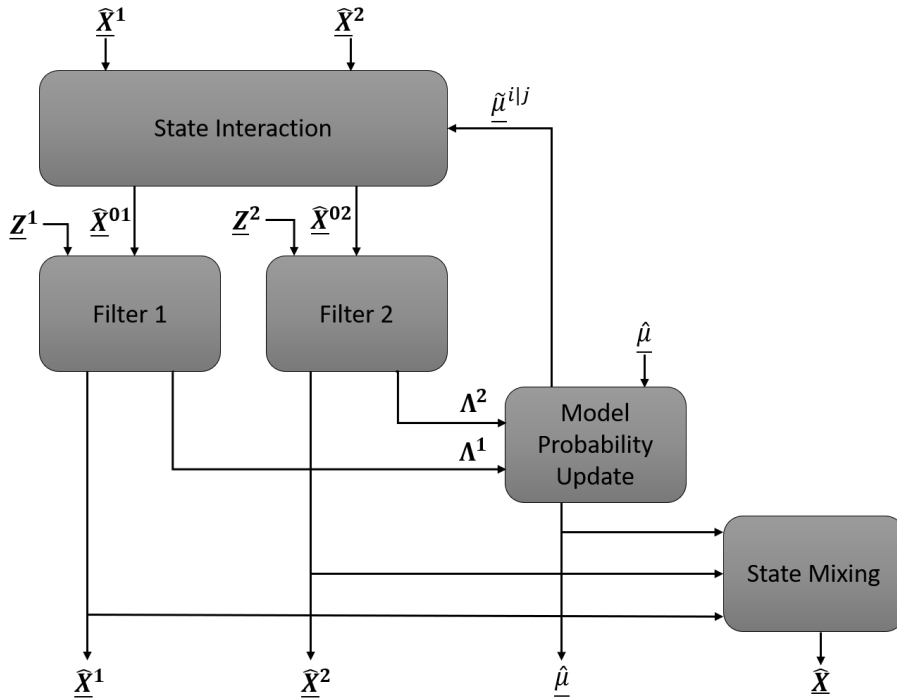 X̂¹ X̂²
State Interaction
μ̃^{i|j}
Z¹ X̂⁰¹ Z² X̂⁰²
Filter 1 Filter 2
μ̂
Λ²
Λ¹
Model
Probability
Update
State Mixing
X̂¹ X̂² μ̂ X̂